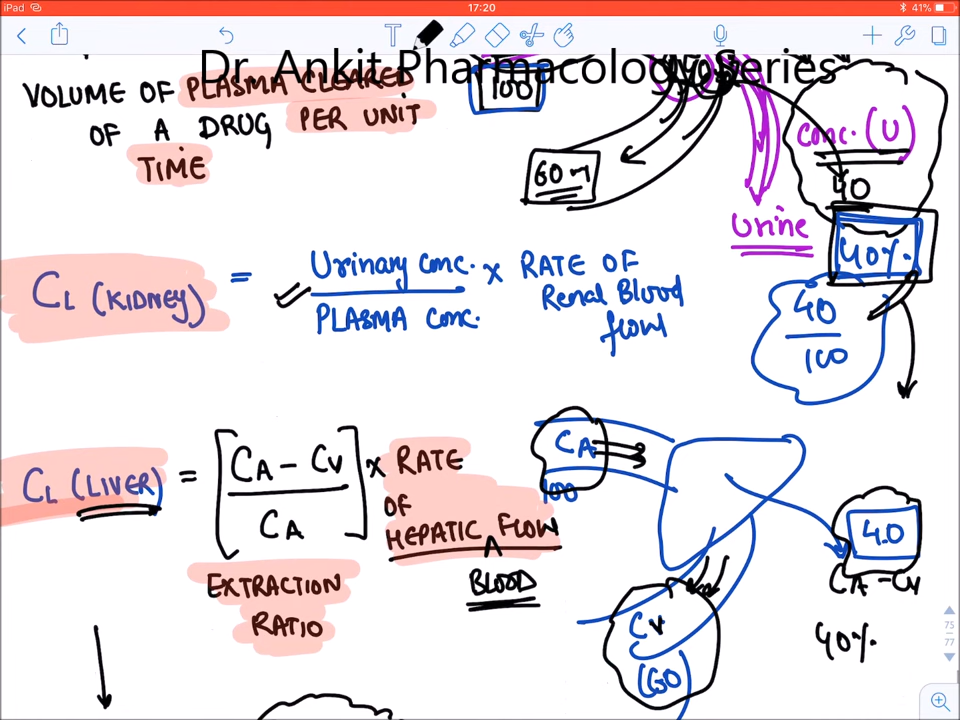 iPad
17:20
41%
Dr. Ankit Pharmacology Series
VOLUME OF PLASMA CLEARED
OF A DRUG PER UNIT
TIME
100
60
conc. (U)
40
Urine
40%
40
100
CL (KIDNEY) = Urinary conc. × RATE OF
PLASMA conc. Renal Blood
flow
CL (LIVER) = [CA - CV] × RATE
CA
OF
HEPATIC FLOW
BLOOD
EXTRACTION
RATIO
CA
100
40
CA - CV
40%
CV
(60)
75
77